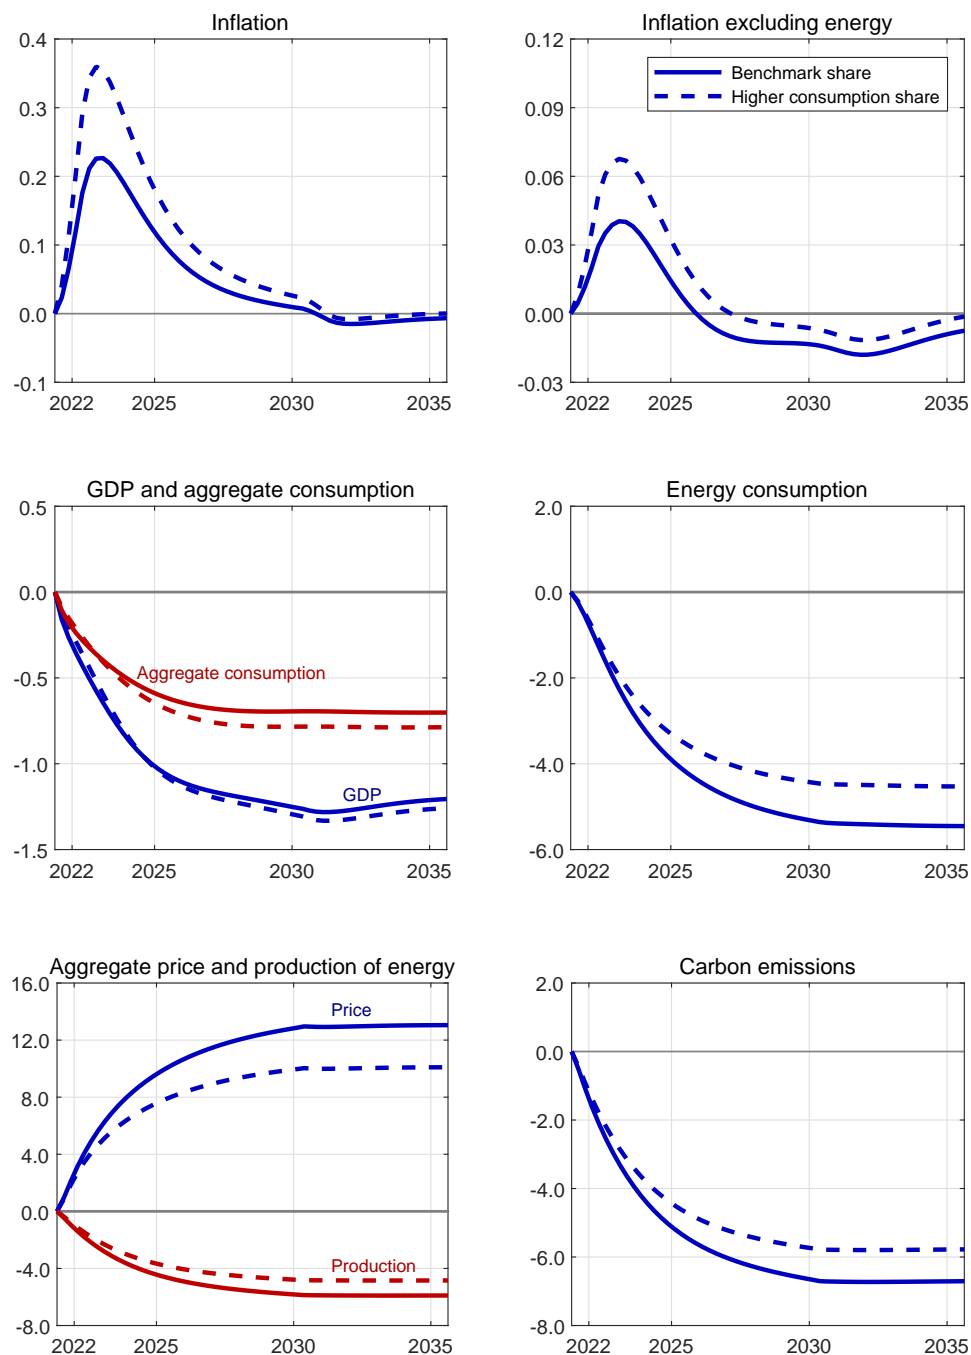 Inflation
0.4
0.3
0.2
0.1
0.0
-0.1
2022 2025 2030 2035
Inflation excluding energy
0.12
0.09
0.06
0.03
0.00
-0.03
Benchmark share
Higher consumption share
2022 2025 2030 2035
GDP and aggregate consumption
0.5
0.0
-0.5
-1.0
-1.5
Aggregate consumption
GDP
2022 2025 2030 2035
Energy consumption
2.0
0.0
-2.0
-4.0
-6.0
2022 2025 2030 2035
Aggregate price and production of energy
16.0
12.0
8.0
4.0
0.0
-4.0
-8.0
Price
Production
2022 2025 2030 2035
Carbon emissions
2.0
0.0
-2.0
-4.0
-6.0
-8.0
2022 2025 2030 2035